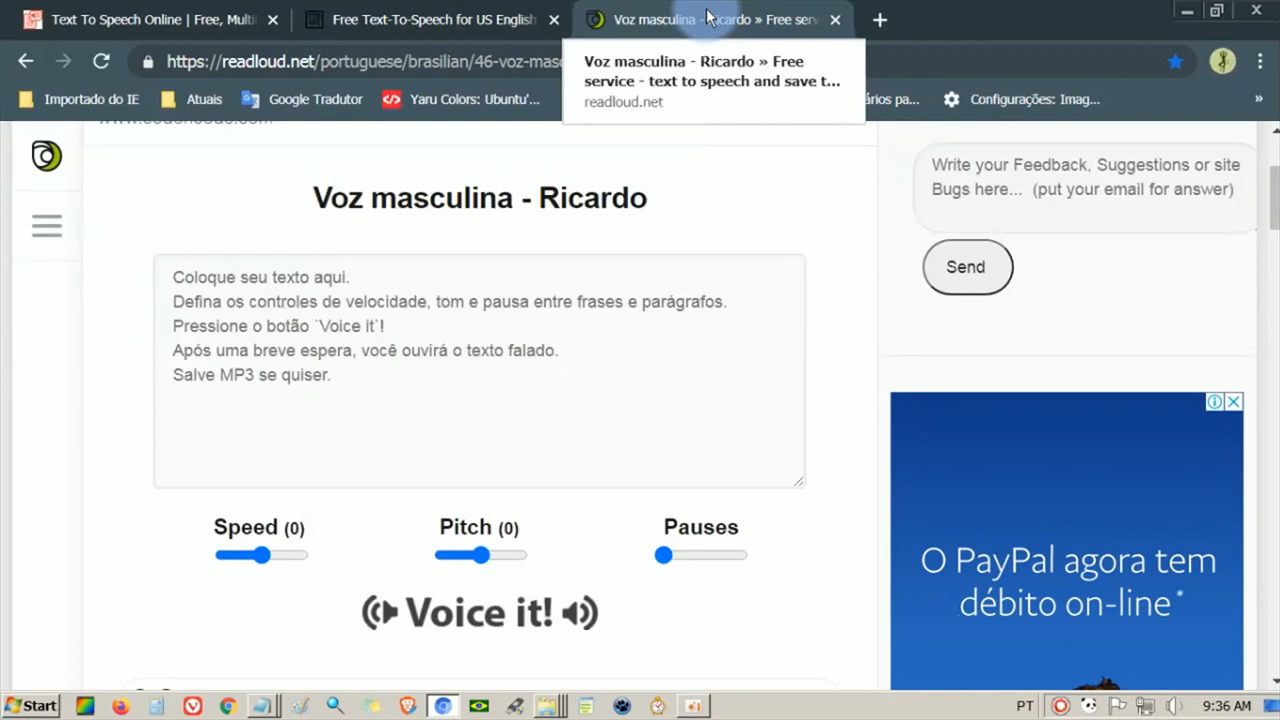 Text To Speech Online | Free, Multi
Free Text-To-Speech for US English
Voz masculina - Ricardo » Free serv
https://readloud.net/portuguese/brasilian/46-voz-masc
Voz masculina - Ricardo » Free
service - text to speech and save t...
readloud.net
Importado do IE
Atuais
Google Tradutor
Yaru Colors: Ubuntu'...
ários pa...
Configurações: Imag...
»
Voz masculina - Ricardo
Coloque seu texto aqui.
Defina os controles de velocidade, tom e pausa entre frases e parágrafos.
Pressione o botão `Voice it`!
Após uma breve espera, você ouvirá o texto falado.
Salve MP3 se quiser.
Speed (0)
Pitch (0)
Pauses
Voice it!
Write your Feedback, Suggestions or site
Bugs here... (put your email for answer)
Send
O PayPal agora tem
débito on-line*
Start
PT
9:36 AM